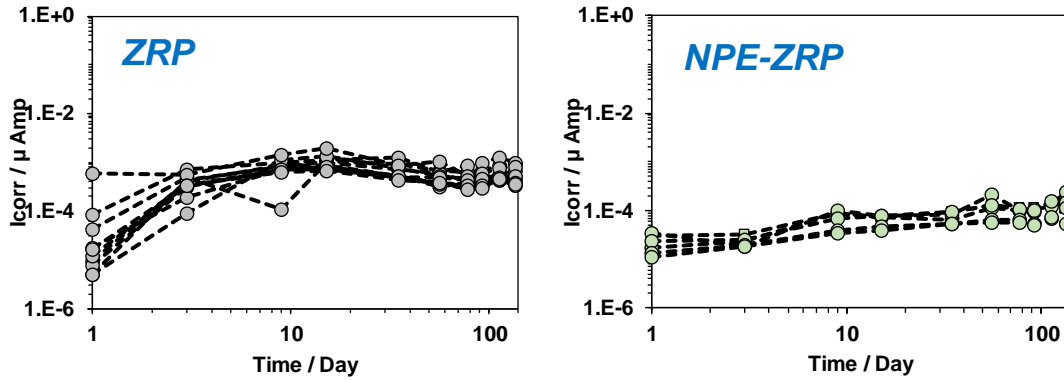 ZRP
Icorr / µ Amp
1.E+0
1.E-2
1.E-4
1.E-6
1 10 100
Time / Day
NPE-ZRP
Icorr / µ Amp
1.E+0
1.E-2
1.E-4
1.E-6
1 10 100
Time / Day